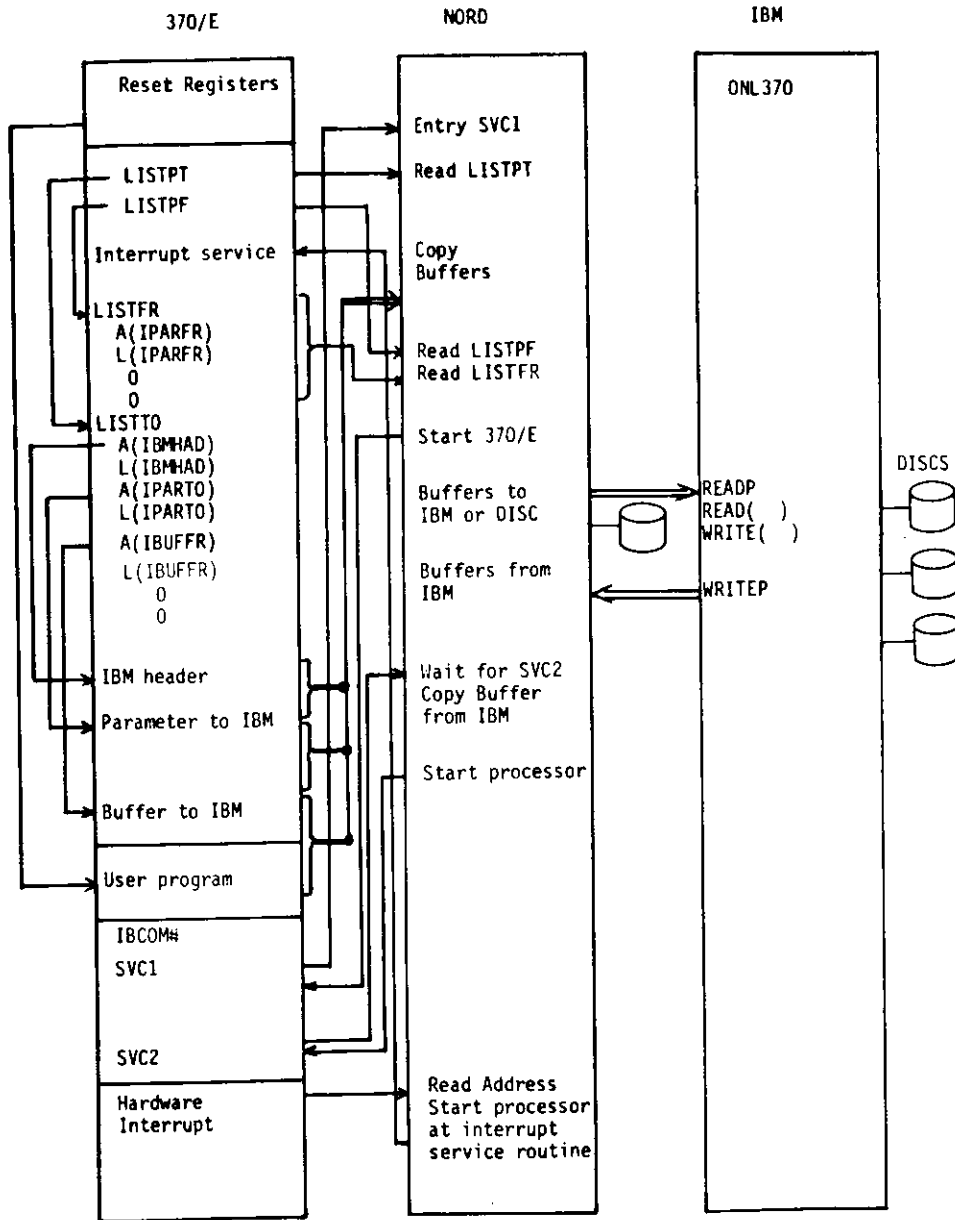 370/E
NORD
IBM
Reset Registers
LISTPT
LISTPF
Interrupt service
LISTFR
A(IPARFR)
L(IPARFR)
0
0
LISTTO
A(IBMHAD)
L(IBMHAD)
A(IPARTO)
L(IPARTO)
A(IBUFFR)
L(IBUFFR)
0
0
IBM header
Parameter to IBM
Buffer to IBM
User program
IBCOM#
SVC1
SVC2
Hardware
Interrupt
Entry SVC1
Read LISTPT
Copy
Buffers
Read LISTPF
Read LISTFR
Start 370/E
Buffers to
IBM or DISC
Buffers from
IBM
Wait for SVC2
Copy Buffer
from IBM
Start processor
Read Address
Start processor
at interrupt
service routine
ONL370
READP
READ( )
WRITE( )
WRITEP
DISCS